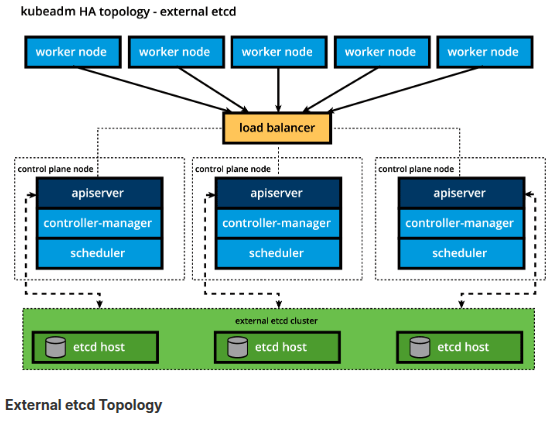 kubeadm HA topology - external etcd
worker node worker node worker node worker node worker node
load balancer
control plane node control plane node control plane node
apiserver apiserver apiserver
controller-manager controller-manager controller-manager
scheduler scheduler scheduler
external etcd cluster
etcd host etcd host etcd host
External etcd Topology